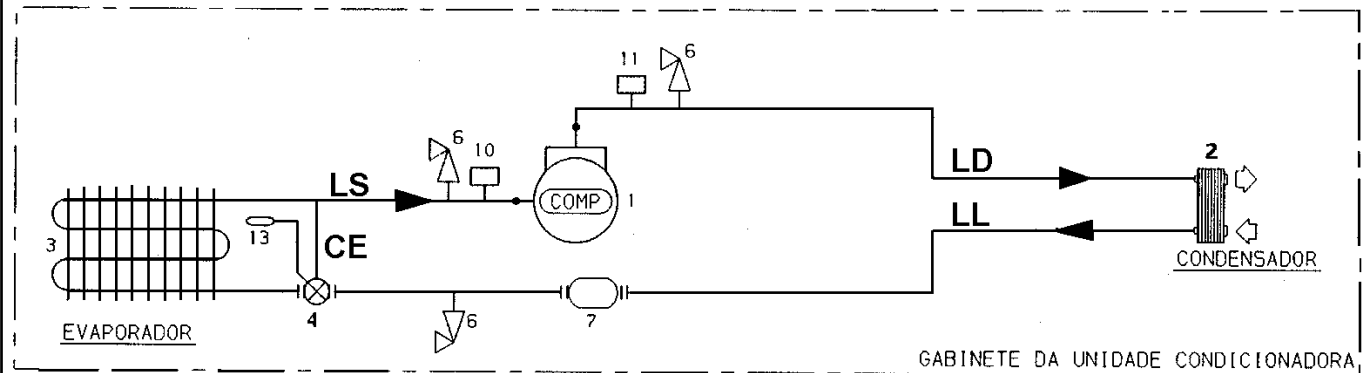 11
6
6
10
LD
2
LS
COMP
1
LL
3
13
CE
CONDENSADOR
4
6
7
EVAPORADOR
GABINETE DA UNIDADE CONDICIONADORA